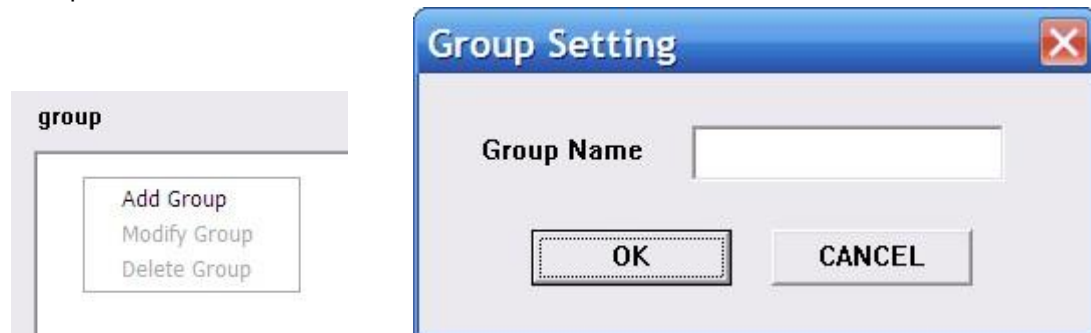 group
Add Group
Modify Group
Delete Group
Group Setting
Group Name
OK
CANCEL